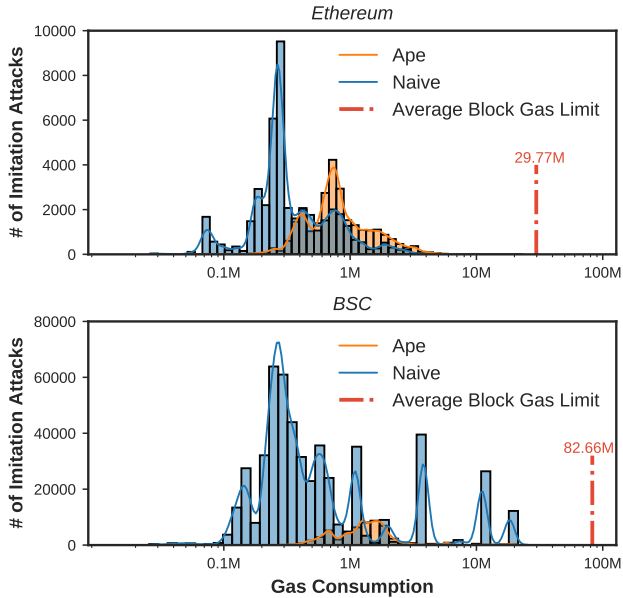 Ethereum
10000
8000
6000
4000
2000
0
# of Imitation Attacks
Ape
Naive
Average Block Gas Limit
29.77M
0.1M 1M 10M 100M
BSC
80000
60000
40000
20000
0
# of Imitation Attacks
Ape
Naive
Average Block Gas Limit
82.66M
0.1M 1M 10M 100M
Gas Consumption